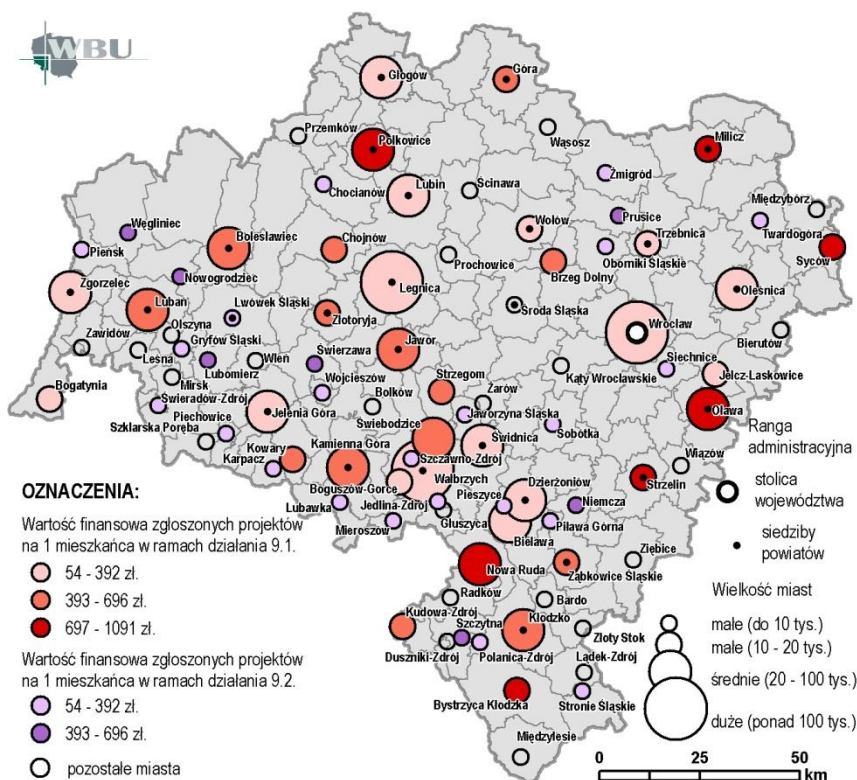 WBU
Głogów
Góra
Przemków
Polkowice
Wąsosz
Milicz
Chocianów
Lubin
Ścinawa
Żmigród
Międzybórz
Węgliniec
Bolesławiec
Chojnów
Wołów
Prusice
Trzebnica
Twardogóra
Pieńsk
Prochowice
Brzeg Dolny
Oborniki Śląskie
Syców
Nowogrodziec
Zgorzelec
Lubań
Lwówek Śląski
Legnica
Oleśnica
Złotoryja
Środa Śląska
Wrocław
Zawidów
Olszyna
Gryfów Śląski
Jawor
Bierutów
Leśna
Lubomierz
Wleń
Świerzawa
Siechnice
Mirsk
Wojcieszów
Strzegom
Kąty Wrocławskie
Jelcz-Laskowice
Bogatynia
Świeradów-Zdrój
Bolków
Żarów
Piechowice
Jelenia Góra
Jaworzyna Śląska
Oława
Szklarska Poręba
Świebodzice
Sobótka
Kowary
Kamienna Góra
Świdnica
Karpacz
Szczawno-Zdrój
Wiązów
Boguszów-Gorce
Wałbrzych
Strzelin
Lubawka
Jedlina-Zdrój
Pieszyce
Dzierżoniów
Niemcza
Mieroszów
Głuszyca
Piława Górna
Bielawa
Ziębice
Nowa Ruda
Ząbkowice Śląskie
Radków
Bardo
Kudowa-Zdrój
Szczytna
Kłodzko
Złoty Stok
Duszniki-Zdrój
Polanica-Zdrój
Lądek-Zdrój
Bystrzyca Kłodzka
Stronie Śląskie
Międzylesie
OZNACZENIA:
Wartość finansowa zgłoszonych projektów
na 1 mieszkańca w ramach działania 9.1.
54 - 392 zł.
393 - 696 zł.
697 - 1091 zł.
Wartość finansowa zgłoszonych projektów
na 1 mieszkańca w ramach działania 9.2.
54 - 392 zł.
393 - 696 zł.
pozostałe miasta
Ranga
administracyjna
stolica
województwa
siedziby
powiatów
Wielkość miast
małe (do 10 tys.)
małe (10 - 20 tys.)
średnie (20 - 100 tys.)
duże (ponad 100 tys.)
0 25 50
km